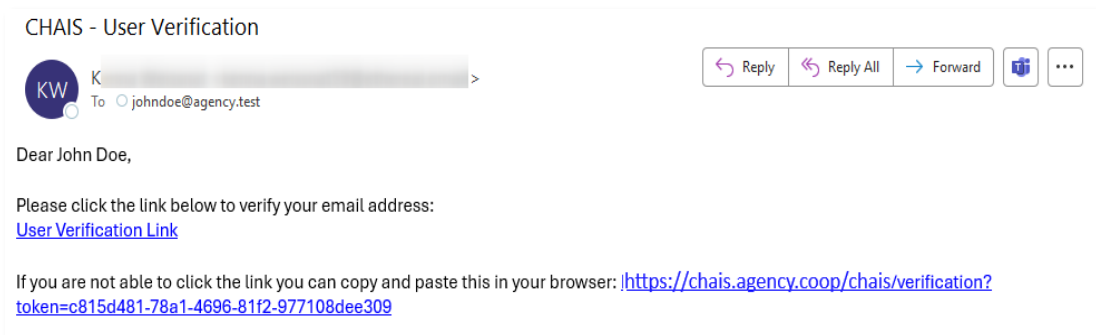 CHAIS - User Verification
KW
K >
To johndoe@agency.test
Reply
Reply All
Forward
Dear John Doe,
Please click the link below to verify your email address:
User Verification Link
If you are not able to click the link you can copy and paste this in your browser: https://chais.agency.coop/chais/verification?
token=c815d481-78a1-4696-81f2-977108dee309